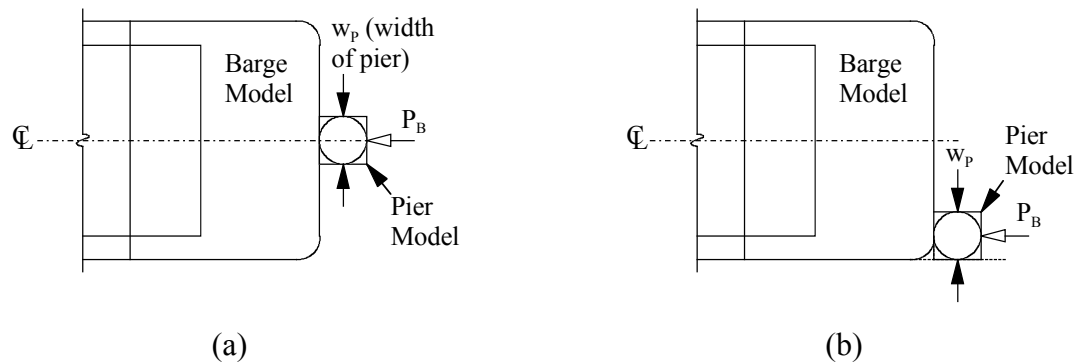 w_P (width
of pier)
Barge
Model
P_B
℄
Pier
Model
(a)
Barge
Model
Pier
Model
w_P
℄
P_B
(b)